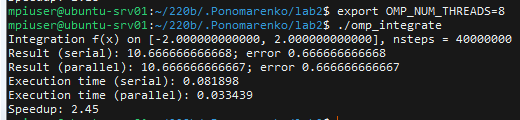 mpiuser@ubuntu-srv01:~/220b/.Ponomarenko/lab2$ export OMP_NUM_THREADS=8
mpiuser@ubuntu-srv01:~/220b/.Ponomarenko/lab2$ ./omp_integrate
Integration f(x) on [-2.000000000000, 2.000000000000], nsteps = 40000000
Result (serial): 10.666666666668; error 0.666666666668
Result (parallel): 10.666666666667; error 0.666666666667
Execution time (serial): 0.081898
Execution time (parallel): 0.033439
Speedup: 2.45